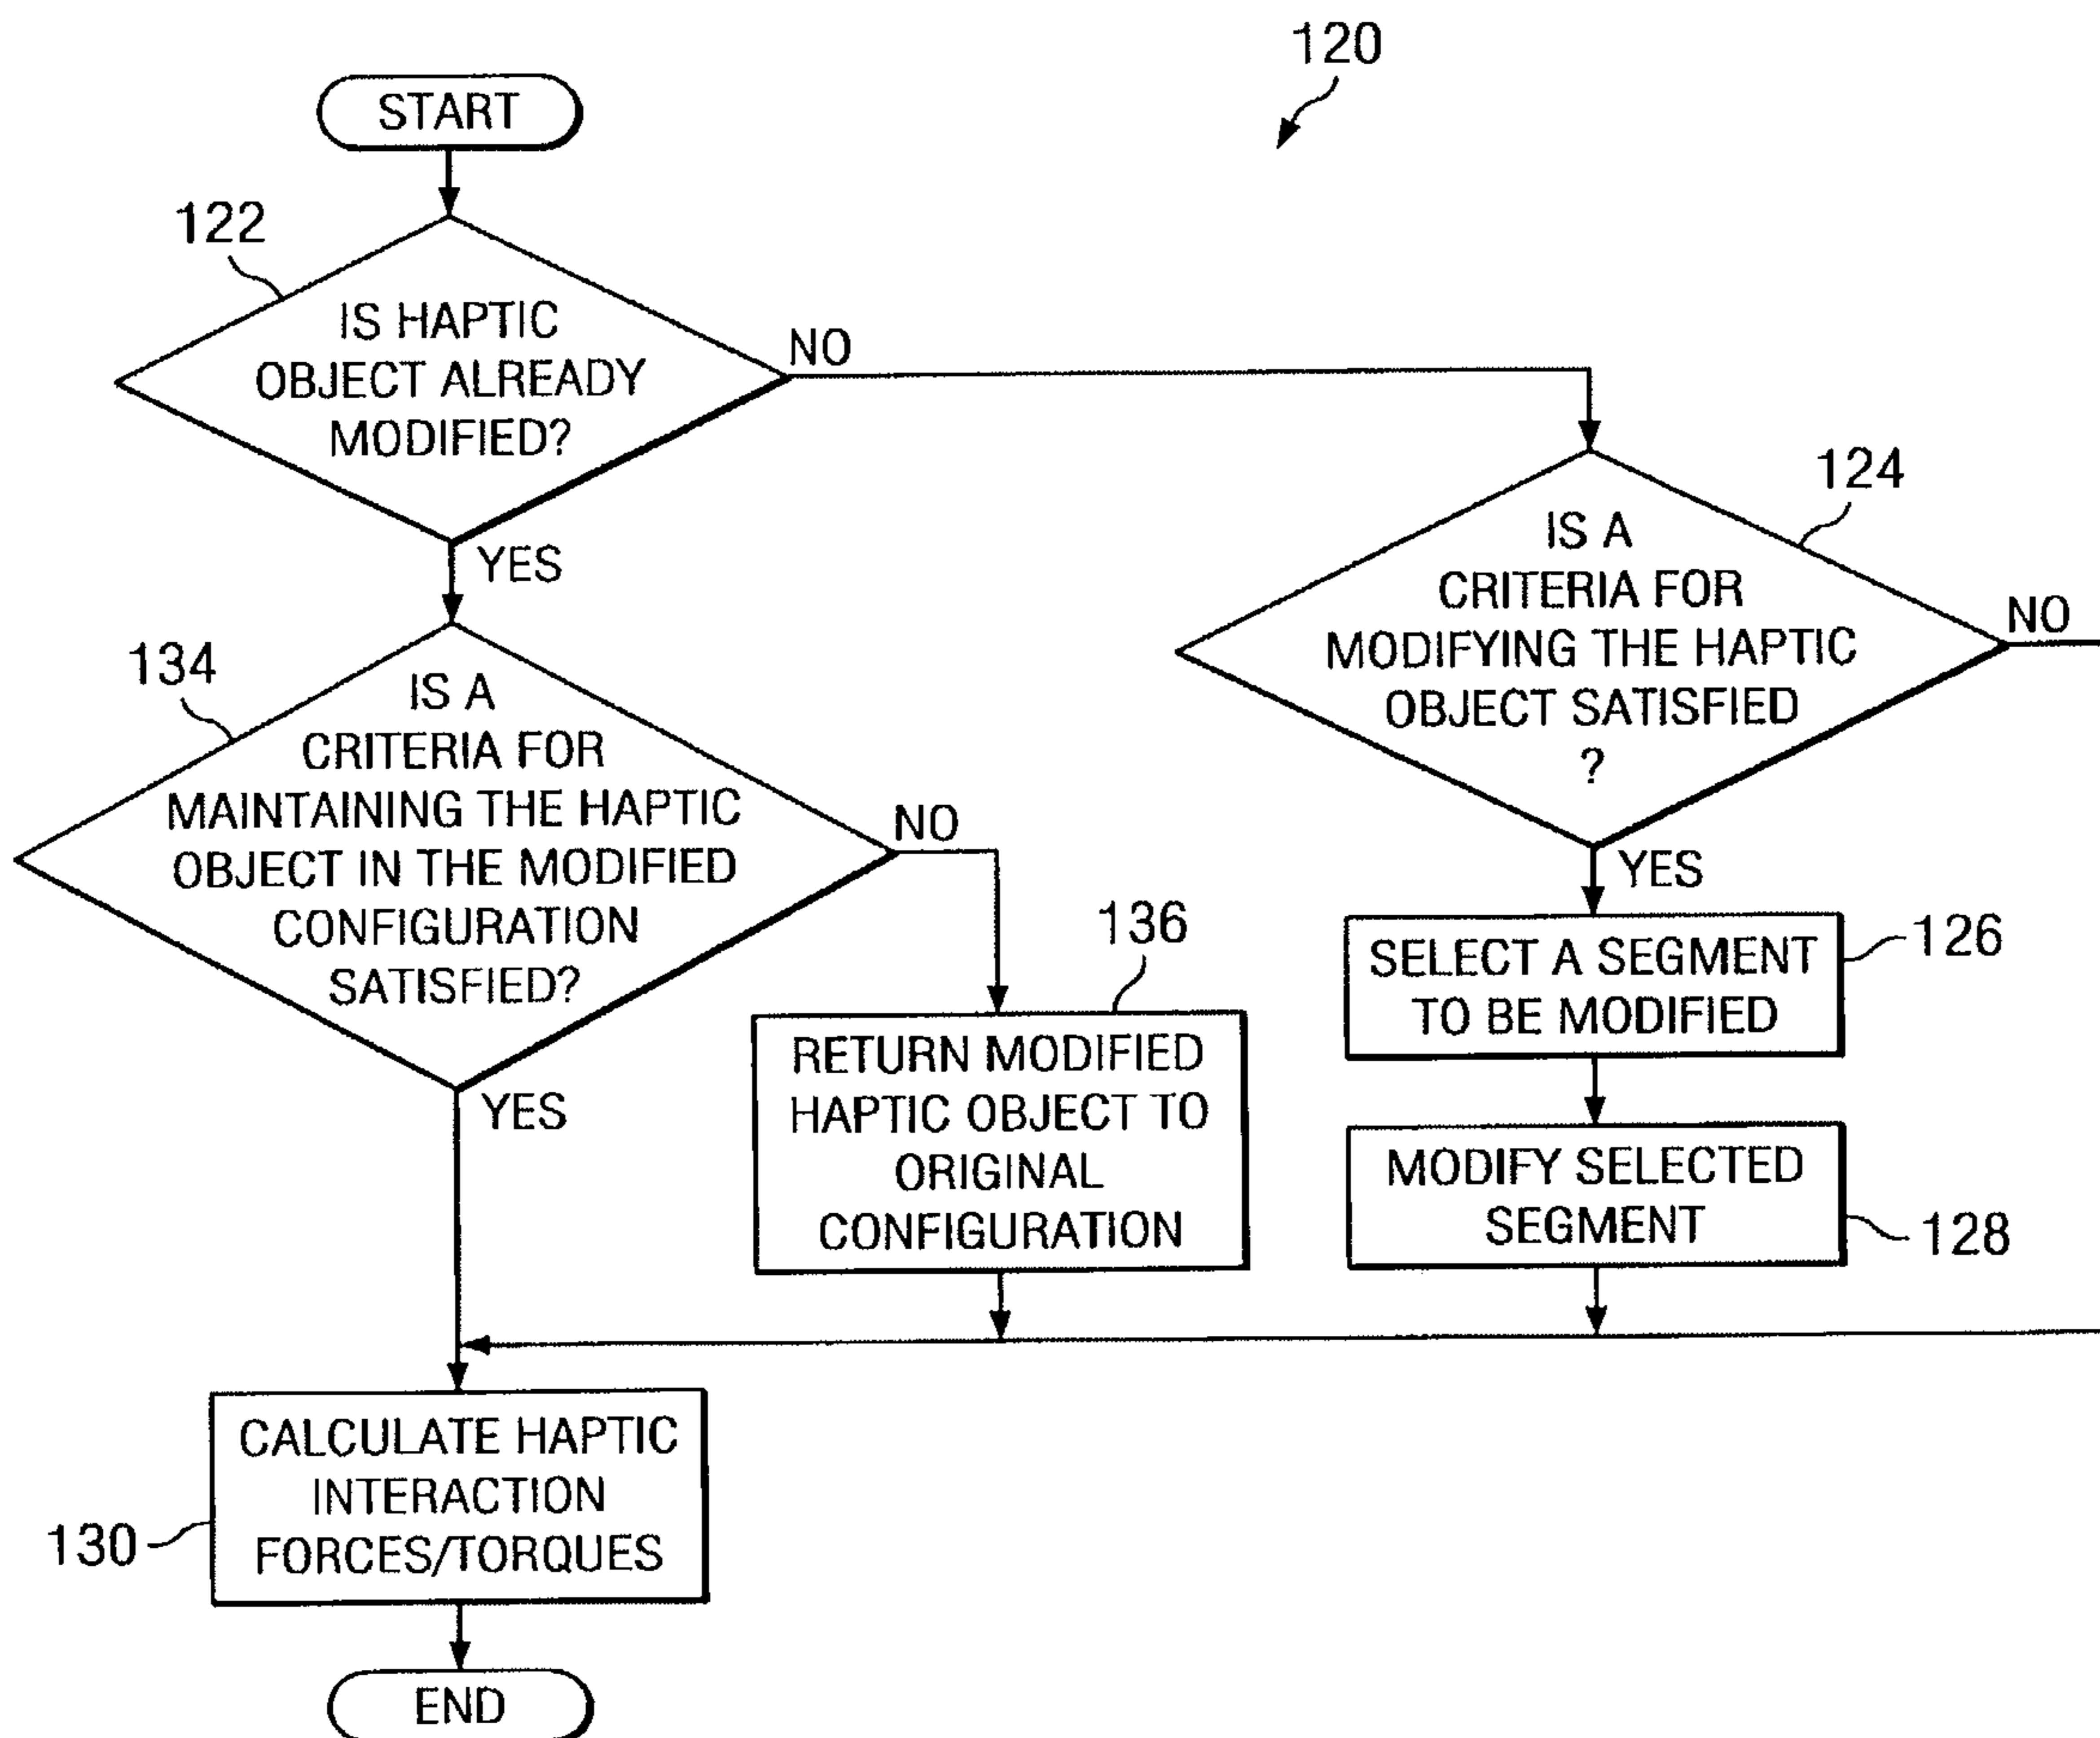 120
START
122
IS HAPTIC
OBJECT ALREADY
MODIFIED?
NO
YES
124
IS A
CRITERIA FOR
MODIFYING THE HAPTIC
OBJECT SATISFIED
?
NO
YES
134
IS A
CRITERIA FOR
MAINTAINING THE HAPTIC
OBJECT IN THE MODIFIED
CONFIGURATION
SATISFIED?
NO
YES
136
RETURN MODIFIED
HAPTIC OBJECT TO
ORIGINAL
CONFIGURATION
126
SELECT A SEGMENT
TO BE MODIFIED
MODIFY SELECTED
SEGMENT
128
CALCULATE HAPTIC
INTERACTION
FORCES/TORQUES
130
END